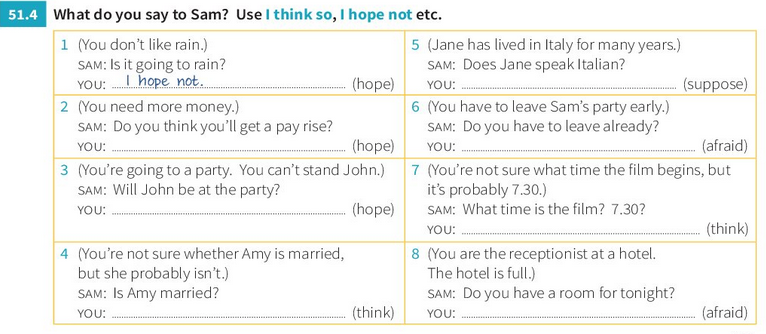 51.4 What do you say to Sam? Use I think so, I hope not etc.
1 (You don't like rain.)
SAM: Is it going to rain?
YOU: I hope not. (hope)
2 (You need more money.)
SAM: Do you think you'll get a pay rise?
YOU: (hope)
3 (You're going to a party. You can't stand John.)
SAM: Will John be at the party?
YOU: (hope)
4 (You're not sure whether Amy is married,
but she probably isn't.)
SAM: Is Amy married?
YOU: (think)
5 (Jane has lived in Italy for many years.)
SAM: Does Jane speak Italian?
YOU: (suppose)
6 (You have to leave Sam's party early.)
SAM: Do you have to leave already?
YOU: (afraid)
7 (You're not sure what time the film begins, but
it's probably 7.30.)
SAM: What time is the film? 7.30?
YOU: (think)
8 (You are the receptionist at a hotel.
The hotel is full.)
SAM: Do you have a room for tonight?
YOU: (afraid)